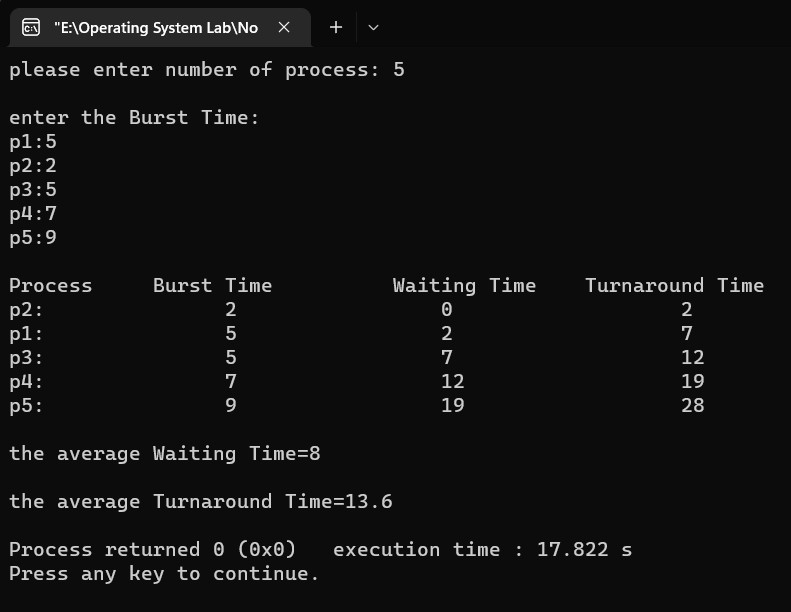 "E:\Operating System Lab\No
please enter number of process: 5
enter the Burst Time:
p1:5
p2:2
p3:5
p4:7
p5:9
Process     Burst Time          Waiting Time    Turnaround Time
p2:               2                 0                   2
p1:               5                 2                   7
p3:               5                 7                   12
p4:               7                 12                  19
p5:               9                 19                  28
the average Waiting Time=8
the average Turnaround Time=13.6
Process returned 0 (0x0)   execution time : 17.822 s
Press any key to continue.